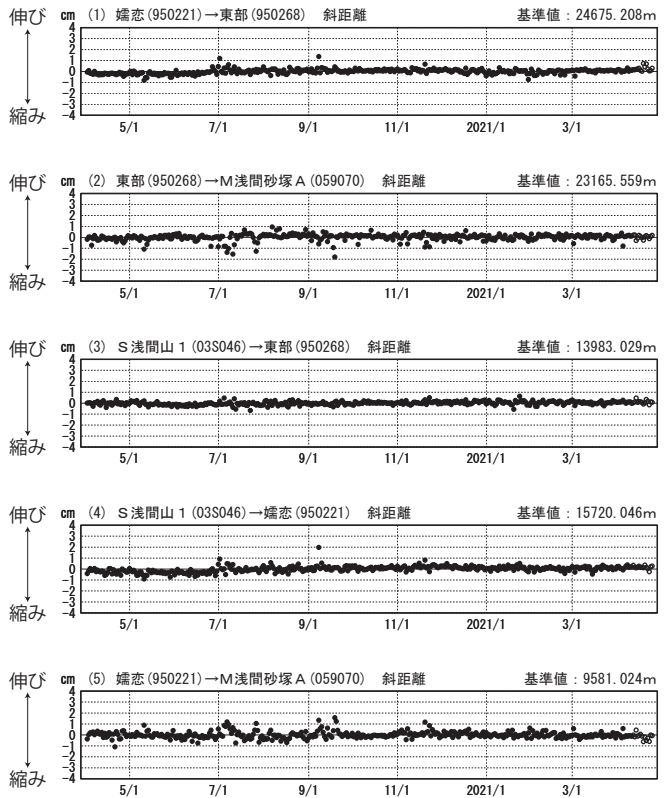 伸び
cm (1) 嬬恋(950221)→東部(950268) 斜距離 基準値：24675.208m
4
3
2
1
0
-1
-2
-3
-4
縮み
5/1 7/1 9/1 11/1 2021/1 3/1
伸び
cm (2) 東部(950268)→M浅間砂塚A(059070) 斜距離 基準値：23165.559m
4
3
2
1
0
-1
-2
-3
-4
縮み
5/1 7/1 9/1 11/1 2021/1 3/1
伸び
cm (3) S浅間山1(03S046)→東部(950268) 斜距離 基準値：13983.029m
4
3
2
1
0
-1
-2
-3
-4
縮み
5/1 7/1 9/1 11/1 2021/1 3/1
伸び
cm (4) S浅間山1(03S046)→嬬恋(950221) 斜距離 基準値：15720.046m
4
3
2
1
0
-1
-2
-3
-4
縮み
5/1 7/1 9/1 11/1 2021/1 3/1
伸び
cm (5) 嬬恋(950221)→M浅間砂塚A(059070) 斜距離 基準値：9581.024m
4
3
2
1
0
-1
-2
-3
-4
縮み
5/1 7/1 9/1 11/1 2021/1 3/1